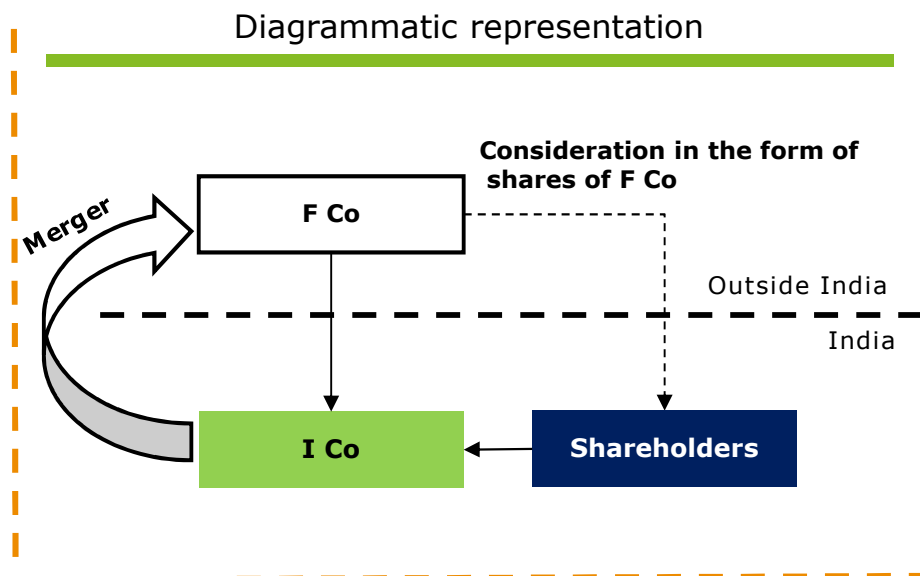 Diagrammatic representation
Consideration in the form of
shares of F Co
F Co
Merger
Outside India
India
I Co
Shareholders